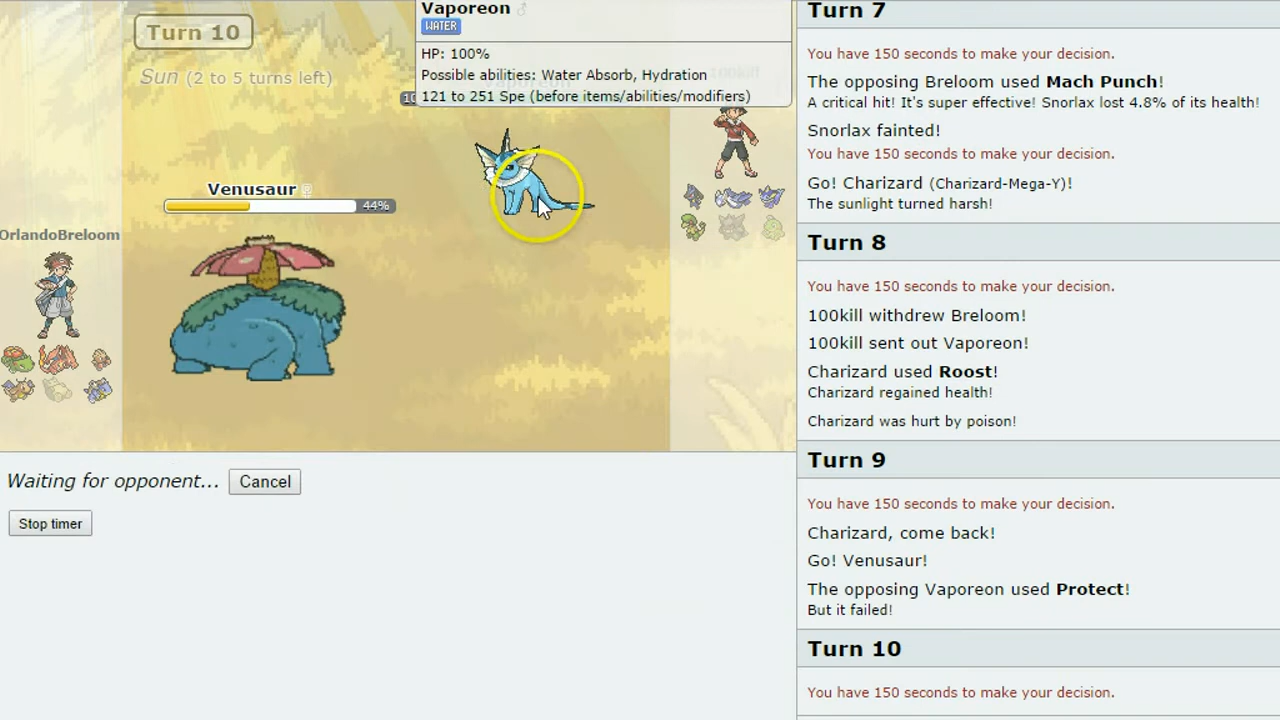 Turn 10
Sun (2 to 5 turns left)
Vaporeon ♂
WATER
HP: 100%
Possible abilities: Water Absorb, Hydration
121 to 251 Spe (before items/abilities/modifiers)
100kill
Venusaur
44%
OrlandoBreloom
Waiting for opponent...
Cancel
Stop timer
Turn 7
You have 150 seconds to make your decision.
The opposing Breloom used Mach Punch!
A critical hit! It's super effective! Snorlax lost 4.8% of its health!
Snorlax fainted!
You have 150 seconds to make your decision.
Go! Charizard (Charizard-Mega-Y)!
The sunlight turned harsh!
Turn 8
You have 150 seconds to make your decision.
100kill withdrew Breloom!
100kill sent out Vaporeon!
Charizard used Roost!
Charizard regained health!
Charizard was hurt by poison!
Turn 9
You have 150 seconds to make your decision.
Charizard, come back!
Go! Venusaur!
The opposing Vaporeon used Protect!
But it failed!
Turn 10
You have 150 seconds to make your decision.